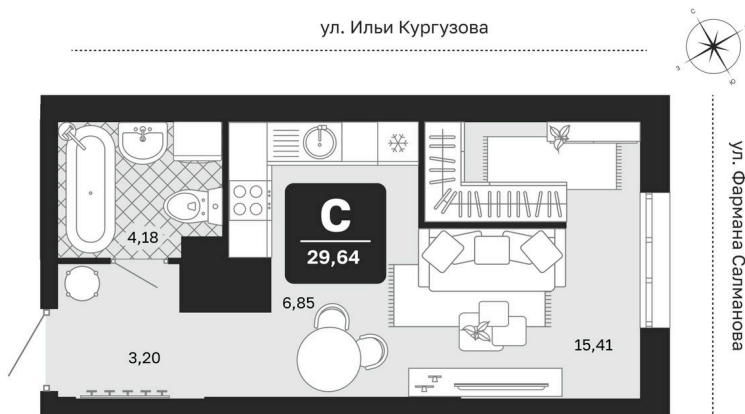 ул. Ильи Кургузова
с
з
ю
ул. Фармана Салманова
С
29,64
4,18
6,85
3,20
15,41